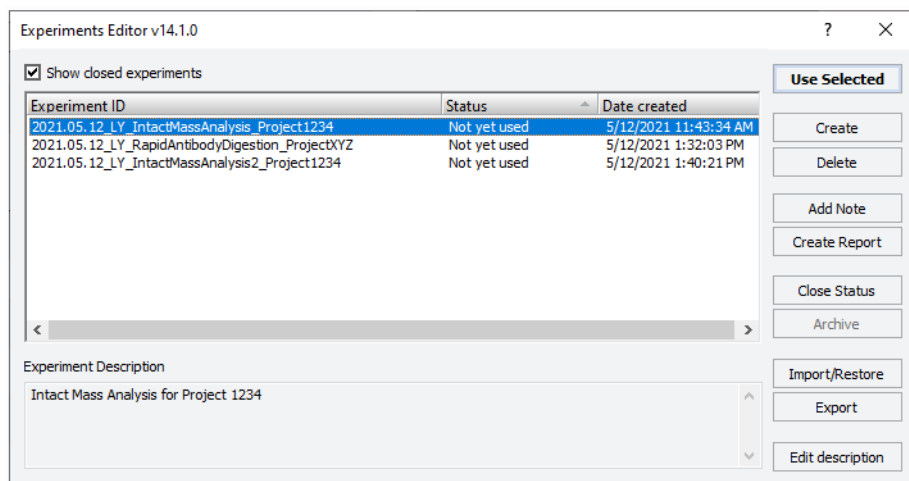 Experiments Editor v14.1.0
?
Show closed experiments
Use Selected
Experiment ID Status Date created
2021.05.12_LY_IntactMassAnalysis_Project1234 Not yet used 5/12/2021 11:43:34 AM
2021.05.12_LY_RapidAntibodyDigestion_ProjectXYZ Not yet used 5/12/2021 1:32:03 PM
2021.05.12_LY_IntactMassAnalysis2_Project1234 Not yet used 5/12/2021 1:40:21 PM
Create
Delete
Add Note
Create Report
Close Status
Archive
Experiment Description
Intact Mass Analysis for Project 1234
Import/Restore
Export
Edit description